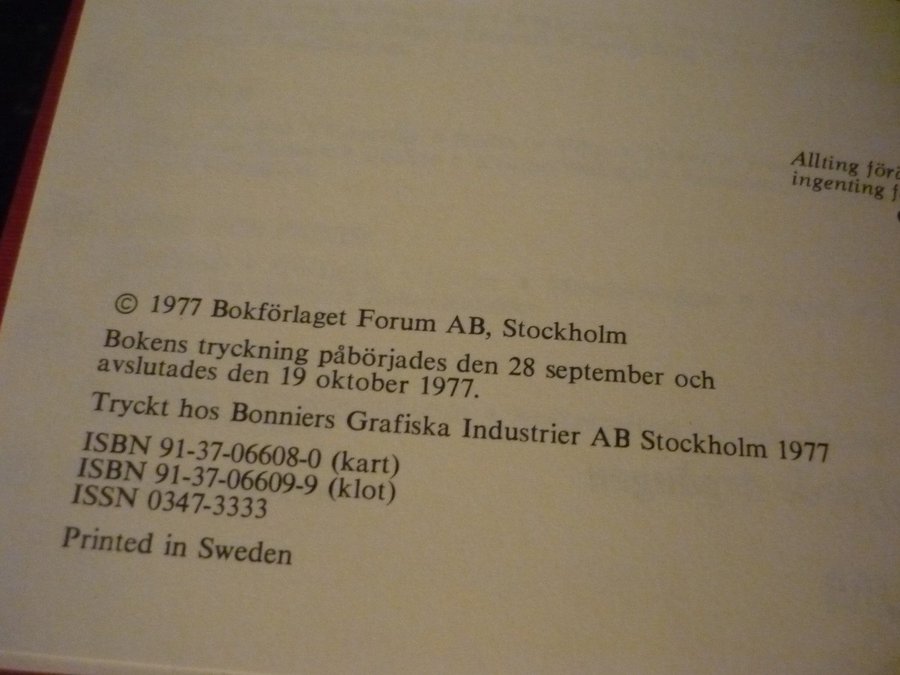 Allting
ingenting
© 1977 Bokförlaget Forum AB, Stockholm
Bokens tryckning påbörjades den 28 september och
avslutades den 19 oktober 1977.
Tryckt hos Bonniers Grafiska Industrier AB Stockholm 1977
ISBN 91-37-06608-0 (kart)
ISBN 91-37-06609-9 (klot)
ISSN 0347-3333
Printed in Sweden